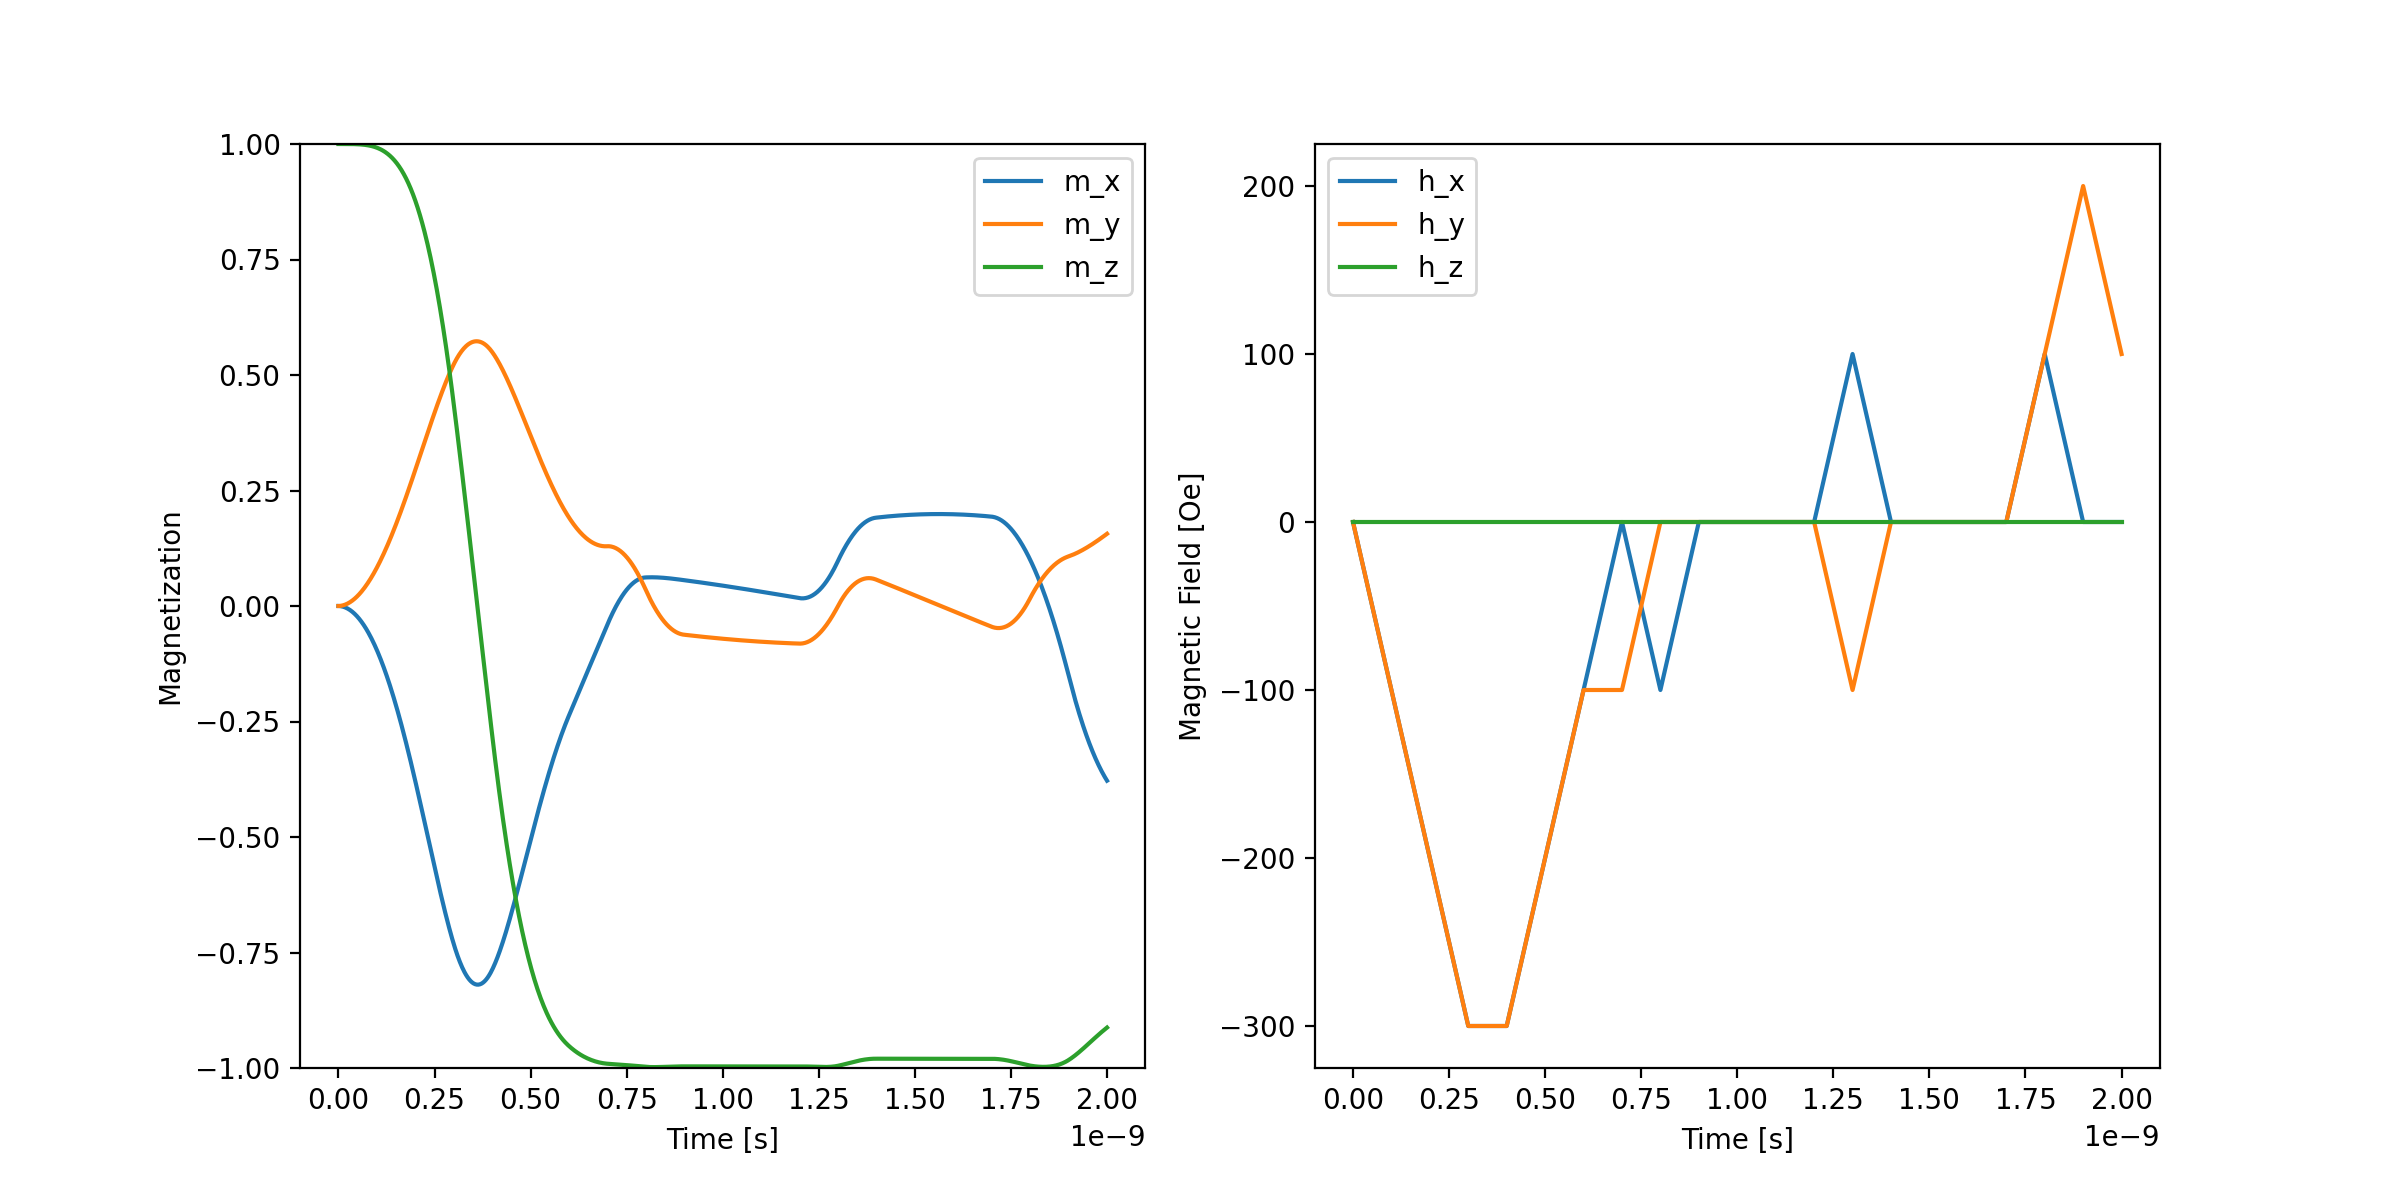 1.00
0.75
0.50
0.25
0.00
−0.25
−0.50
−0.75
−1.00
Magnetization
m_x
m_y
m_z
0.00 0.25 0.50 0.75 1.00 1.25 1.50 1.75 2.00
Time [s]
1e−9
200
100
0
−100
−200
−300
Magnetic Field [Oe]
h_x
h_y
h_z
0.00 0.25 0.50 0.75 1.00 1.25 1.50 1.75 2.00
Time [s]
1e−9